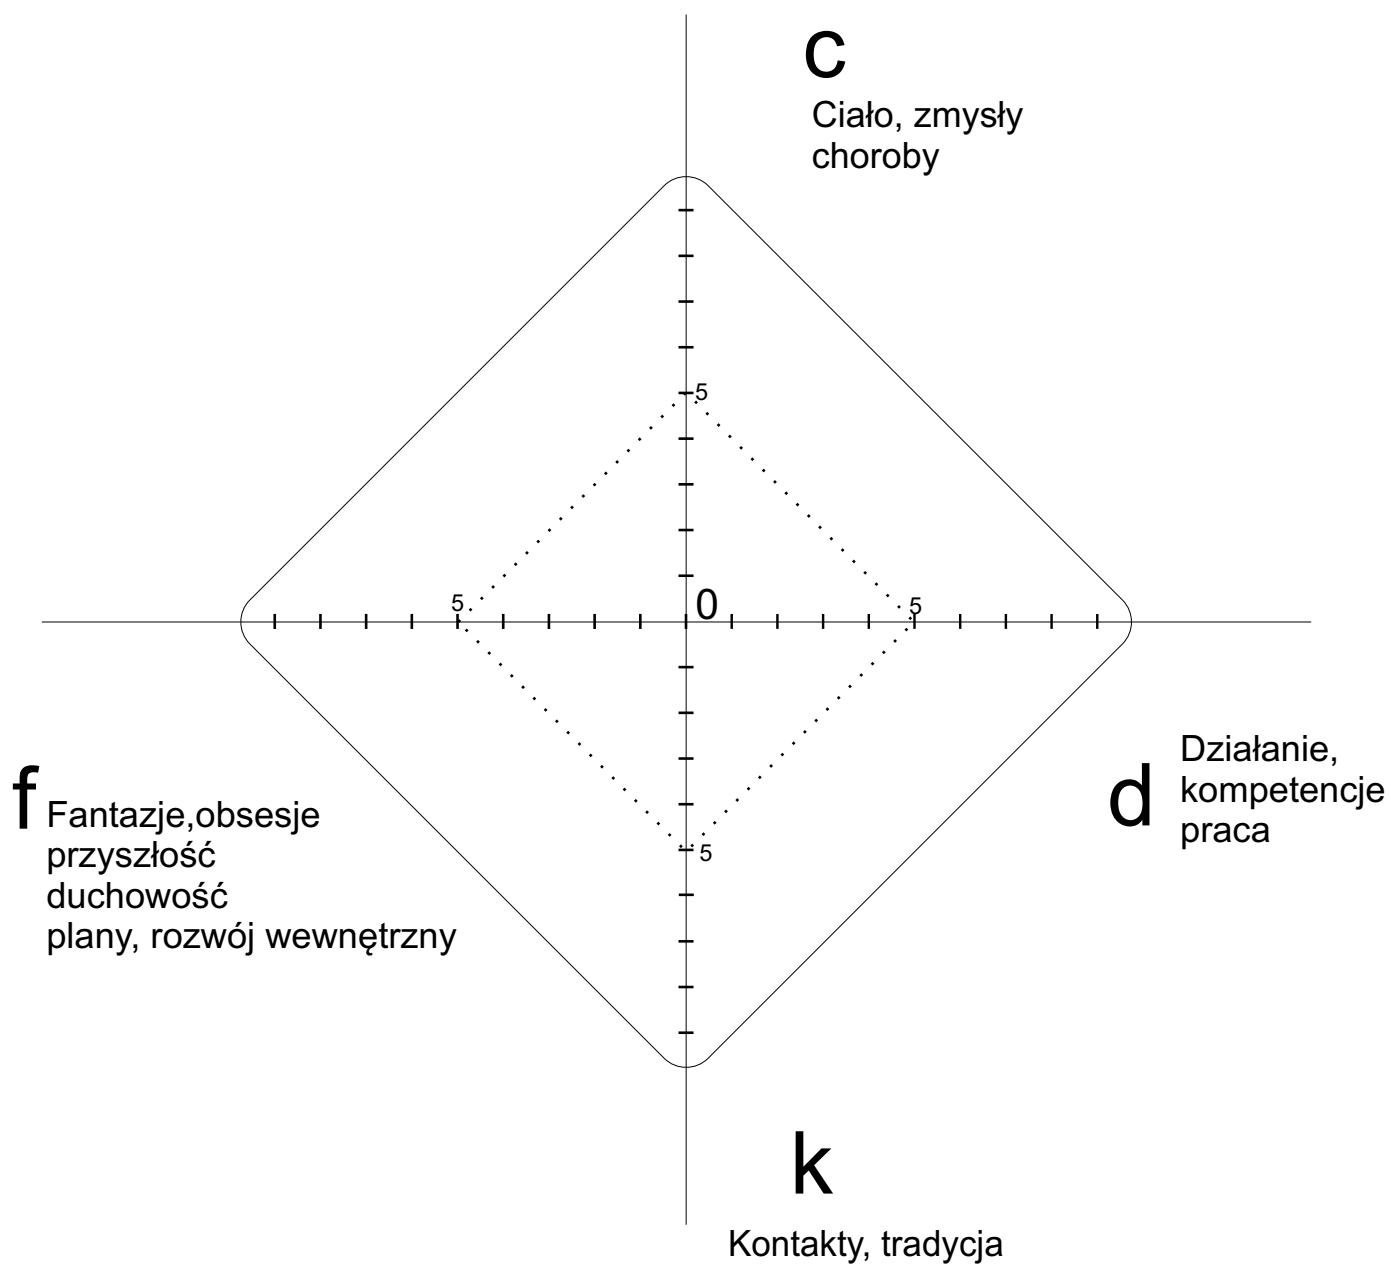 c
Ciało, zmysły
choroby
5
5
0
5
5
f
Fantazje,obsesje
przyszłość
duchowość
plany, rozwój wewnętrzny
d
Działanie,
kompetencje
praca
k
Kontakty, tradycja